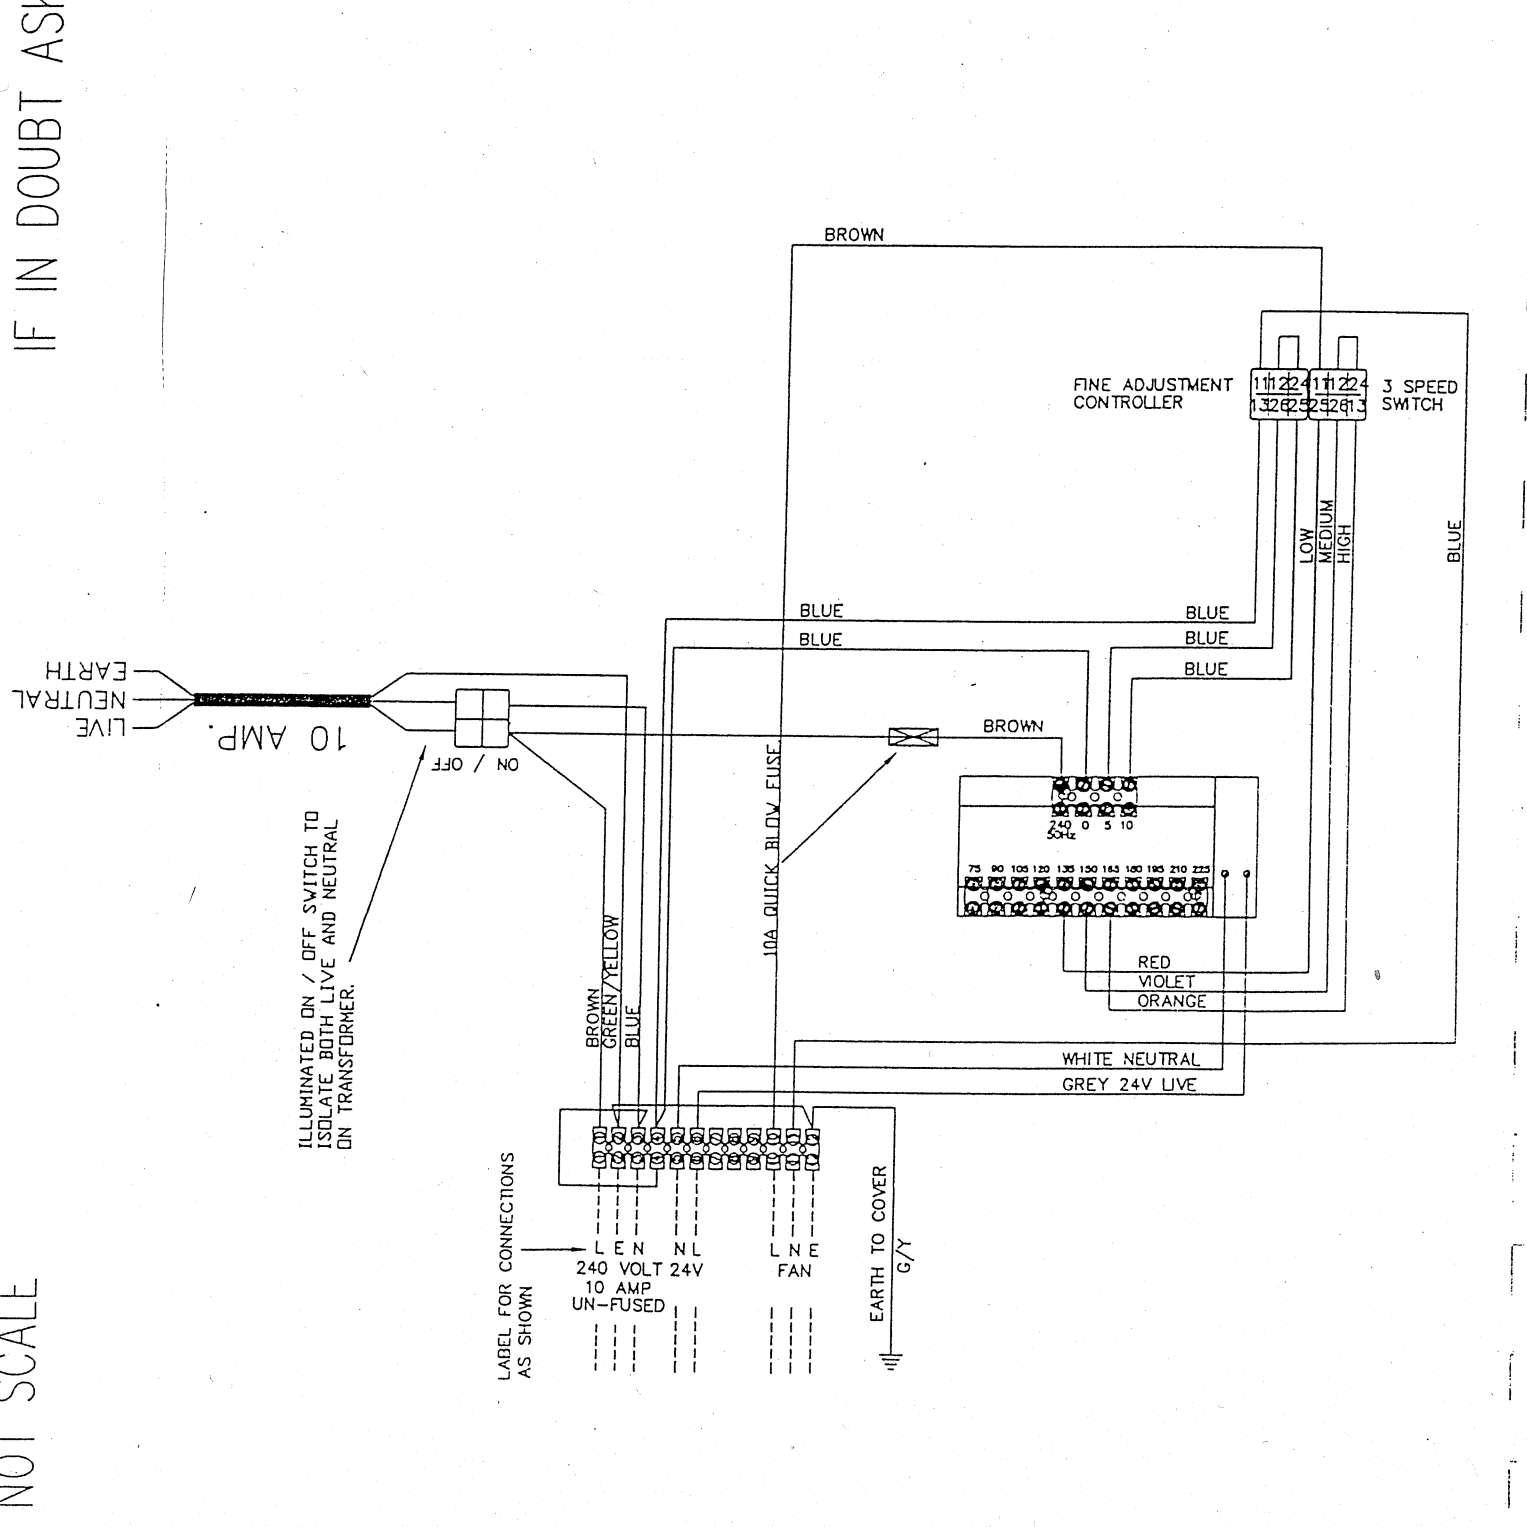 IF IN DOUBT
NOT SCALE
BROWN
FINE ADJUSTMENT
CONTROLLER
3 SPEED
SWITCH
LOW
MEDIUM
HIGH
BLUE
BLUE
BLUE
BLUE
BLUE
BLUE
EARTH
NEUTRAL
LIVE
10 AMP.
ON / OFF
BROWN
ILLUMINATED ON / OFF SWITCH TO
ISOLATE BOTH LIVE AND NEUTRAL
ON TRANSFORMER.
10A QUICK BLOW FUSE.
240 0 5 10
50Hz
75 90 105 120 135 150 165 180 195 210 225
BROWN
GREEN/YELLOW
BLUE
RED
VIOLET
ORANGE
WHITE NEUTRAL
GREY 24V LIVE
LABEL FOR CONNECTIONS
AS SHOWN
L E N N L L N E
240 VOLT 24V FAN
10 AMP
UN-FUSED
EARTH TO COVER
G/Y